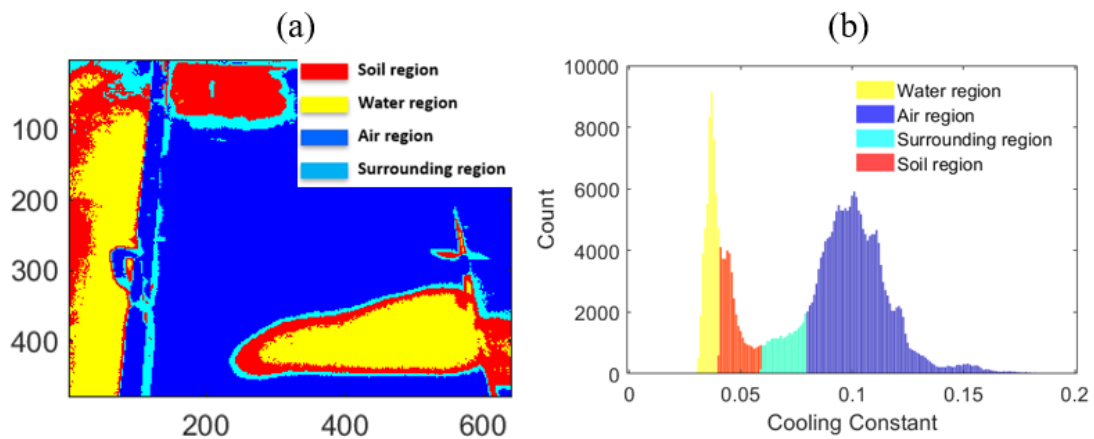 (a)
Soil region
Water region
Air region
Surrounding region
100
200
300
400
200
400
600
(b)
10000
8000
6000
4000
2000
0
Count
Water region
Air region
Surrounding region
Soil region
0
0.05
0.1
0.15
0.2
Cooling Constant